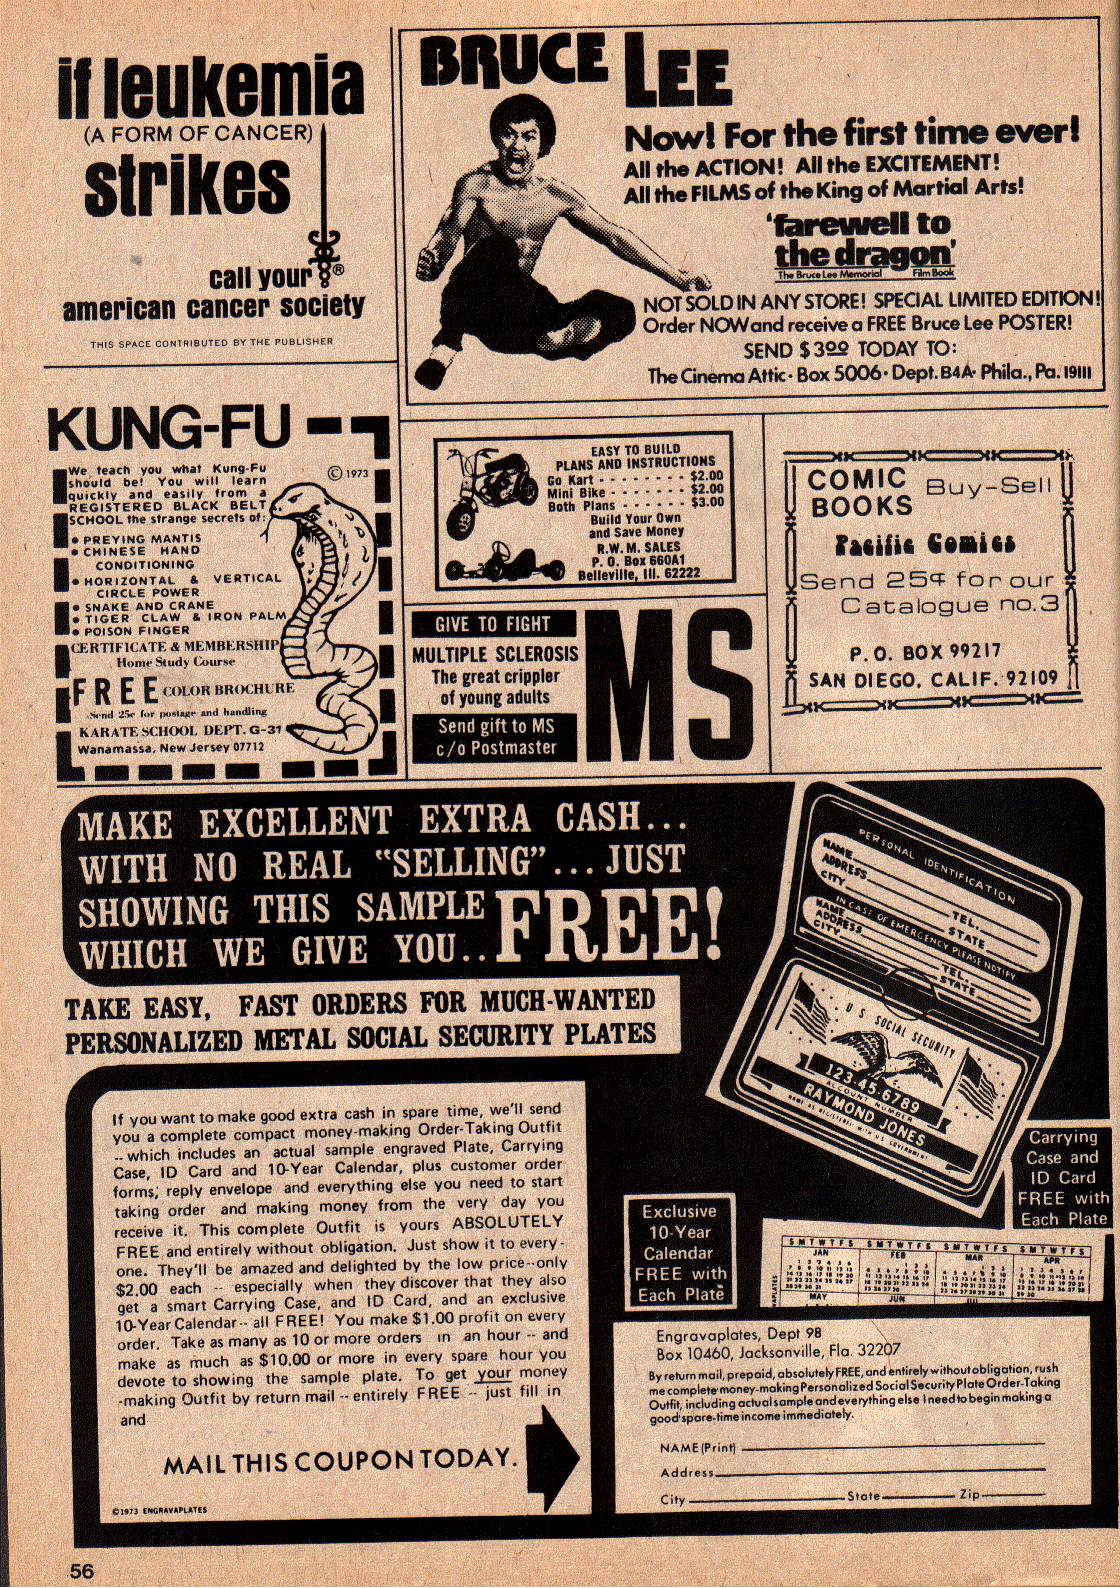 if leukemia
(A FORM OF CANCER)
strikes
call your ®
american cancer society
THIS SPACE CONTRIBUTED BY THE PUBLISHER
BRUCE LEE
Now! For the first time ever!
All the ACTION! All the EXCITEMENT!
All the FILMS of the King of Martial Arts!
'farewell to
the dragon'
The Bruce Lee Memorial Film Book
NOT SOLD IN ANY STORE! SPECIAL LIMITED EDITION!
Order NOW and receive a FREE Bruce Lee POSTER!
SEND $3.00 TODAY TO:
The Cinema Attic · Box 5006 · Dept. B4A · Phila., Pa. 19111
KUNG-FU
© 1973
We teach you what Kung-Fu
should be! You will learn
quickly and easily from a
REGISTERED BLACK BELT
SCHOOL the strange secrets of:
• PREYING MANTIS
• CHINESE HAND
CONDITIONING
• HORIZONTAL & VERTICAL
CIRCLE POWER
• SNAKE AND CRANE
• TIGER CLAW & IRON PALM
• POISON FINGER
CERTIFICATE & MEMBERSHIP
Home Study Course
FREE COLOR BROCHURE
Send 25c for postage and handling
KARATE SCHOOL DEPT. G-31
Wanamassa, New Jersey 07712
EASY TO BUILD
PLANS AND INSTRUCTIONS
Go Kart - - - - - - - - $2.00
Mini Bike - - - - - - - $2.00
Both Plans - - - - - - $3.00
Build Your Own
and Save Money
R.W.M. SALES
P. O. Box 660A1
Belleville, Ill. 62222
GIVE TO FIGHT
MULTIPLE SCLEROSIS
The great crippler
of young adults
Send gift to MS
c/o Postmaster
MS
COMIC BOOKS Buy-Sell
Pacific Comics
Send 25¢ for our
Catalogue no.3
P. O. BOX 99217
SAN DIEGO, CALIF. 92109
MAKE EXCELLENT EXTRA CASH...
WITH NO REAL "SELLING"...JUST
SHOWING THIS SAMPLE
WHICH WE GIVE YOU.. FREE!
TAKE EASY, FAST ORDERS FOR MUCH-WANTED
PERSONALIZED METAL SOCIAL SECURITY PLATES
PERSONAL IDENTIFICATION
NAME
ADDRESS TEL.
CITY STATE
IN CASE OF EMERGENCY PLEASE NOTIFY
NAME
ADDRESS TEL.
CITY STATE
U S SOCIAL SECURITY
123-45-6789
ACCOUNT NUMBER
RAYMOND JONES
NAME AS REGISTERED WITH U.S. GOVERNMENT
If you want to make good extra cash in spare time, we'll send
you a complete compact money-making Order-Taking Outfit
-- which includes an actual sample engraved Plate, Carrying
Case, ID Card and 10-Year Calendar, plus customer order
forms, reply envelope and everything else you need to start
taking order and making money from the very day you
receive it. This complete Outfit is yours ABSOLUTELY
FREE and entirely without obligation. Just show it to every-
one. They'll be amazed and delighted by the low price--only
$2.00 each -- especially when they discover that they also
get a smart Carrying Case, and ID Card, and an exclusive
10-Year Calendar -- all FREE! You make $1.00 profit on every
order. Take as many as 10 or more orders in an hour -- and
make as much as $10.00 or more in every spare hour you
devote to showing the sample plate. To get your money
-making Outfit by return mail -- entirely FREE -- just fill in
and
MAIL THIS COUPON TODAY.
©1973 ENGRAVAPLATES
Carrying
Case and
ID Card
FREE with
Each Plate
Exclusive
10-Year
Calendar
FREE with
Each Plate
S M T W T F S S M T W T F S S M T W T F S S M T W T F S
JAN FEB MAR APR
MAY JUN
Engravaplates, Dept 98
Box 10460, Jacksonville, Fla. 32207
By return mail, prepaid, absolutely FREE, and entirely without obligation, rush
me complete money-making Personalized Social Security Plate Order-Taking
Outfit, including actual sample and everything else I need to begin making a
good spare-time income immediately.
NAME (Print)
Address
City State Zip
56